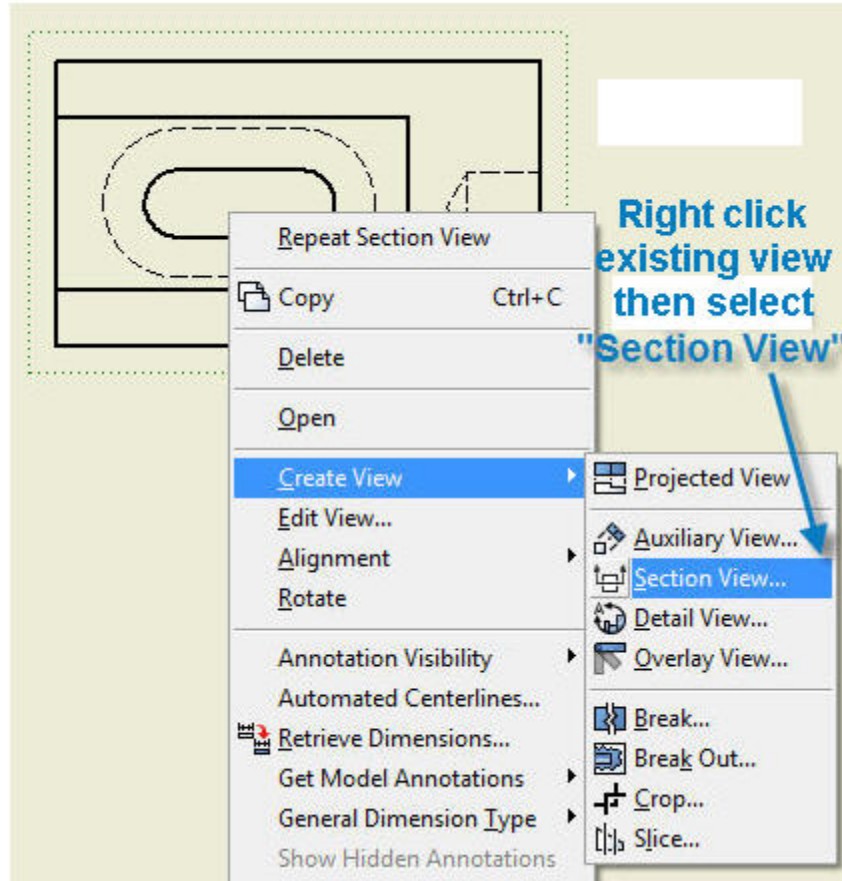 Right click
existing view
then select
"Section View"
Repeat Section View
Copy Ctrl+C
Delete
Open
Create View
Edit View...
Alignment
Rotate
Annotation Visibility
Automated Centerlines...
Retrieve Dimensions...
Get Model Annotations
General Dimension Type
Show Hidden Annotations
Projected View
Auxiliary View...
Section View...
Detail View...
Overlay View...
Break...
Break Out...
Crop...
Slice...